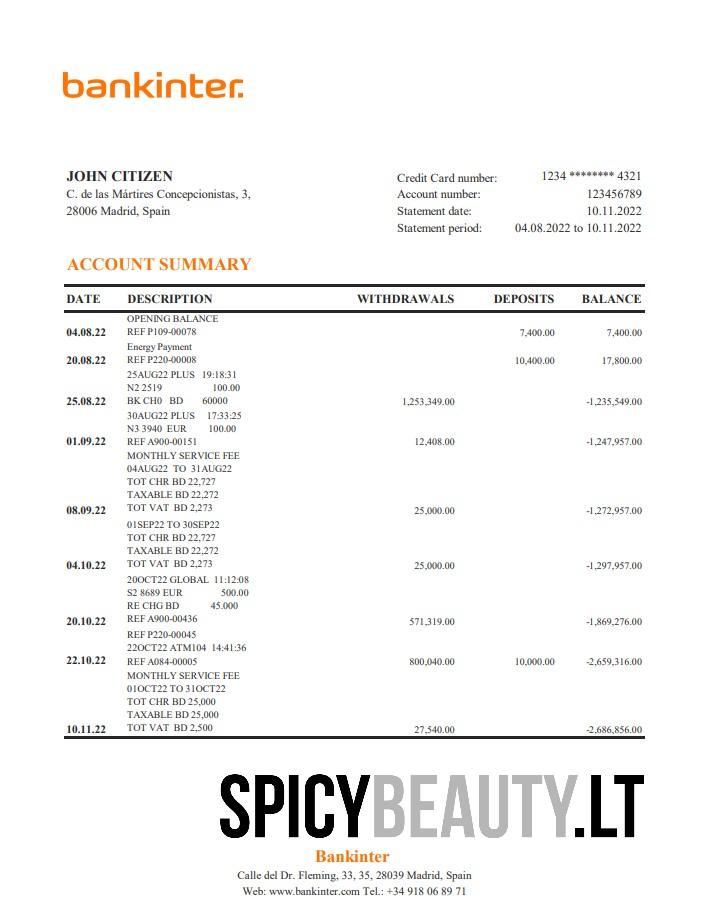 bankinter.
JOHN CITIZEN
C. de las Mártires Concepcionistas, 3,
28006 Madrid, Spain
Credit Card number: 1234 ******** 4321
Account number: 123456789
Statement date: 10.11.2022
Statement period: 04.08.2022 to 10.11.2022
ACCOUNT SUMMARY
DATE DESCRIPTION WITHDRAWALS DEPOSITS BALANCE
OPENING BALANCE
04.08.22 REF P109-00078 7,400.00 7,400.00
Energy Payment
20.08.22 REF P220-00008 10,400.00 17,800.00
25AUG22 PLUS 19:18:31
N2 2519 100.00
25.08.22 BK CH0 BD 60000 1,253,349.00 -1,235,549.00
30AUG22 PLUS 17:33:25
N3 3940 EUR 100.00
01.09.22 REF A900-00151 12,408.00 -1,247,957.00
MONTHLY SERVICE FEE
04AUG22 TO 31AUG22
TOT CHR BD 22,727
TAXABLE BD 22,272
08.09.22 TOT VAT BD 2,273 25,000.00 -1,272,957.00
01SEP22 TO 30SEP22
TOT CHR BD 22,727
TAXABLE BD 22,272
04.10.22 TOT VAT BD 2,273 25,000.00 -1,297,957.00
20OCT22 GLOBAL 11:12:08
S2 8689 EUR 500.00
RE CHG BD 45.000
20.10.22 REF A900-00436 571,319.00 -1,869,276.00
REF P220-00045
22OCT22 ATM104 14:41:36
22.10.22 REF A084-00005 800,040.00 10,000.00 -2,659,316.00
MONTHLY SERVICE FEE
01OCT22 TO 31OCT22
TOT CHR BD 25,000
TAXABLE BD 25,000
10.11.22 TOT VAT BD 2,500 27,540.00 -2,686,856.00
SPICYBEAUTY.LT
Bankinter
Calle del Dr. Fleming, 33, 35, 28039 Madrid, Spain
Web: www.bankinter.com Tel.: +34 918 06 89 71